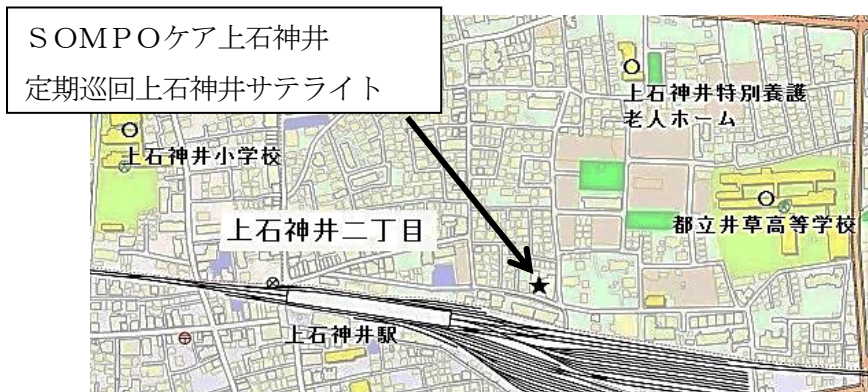 ＳＯＭＰＯケア上石神井
定期巡回上石神井サテライト
上石神井特別養護
老人ホーム
上石神井小学校
都立井草高等学校
上石神井二丁目
上石神井駅